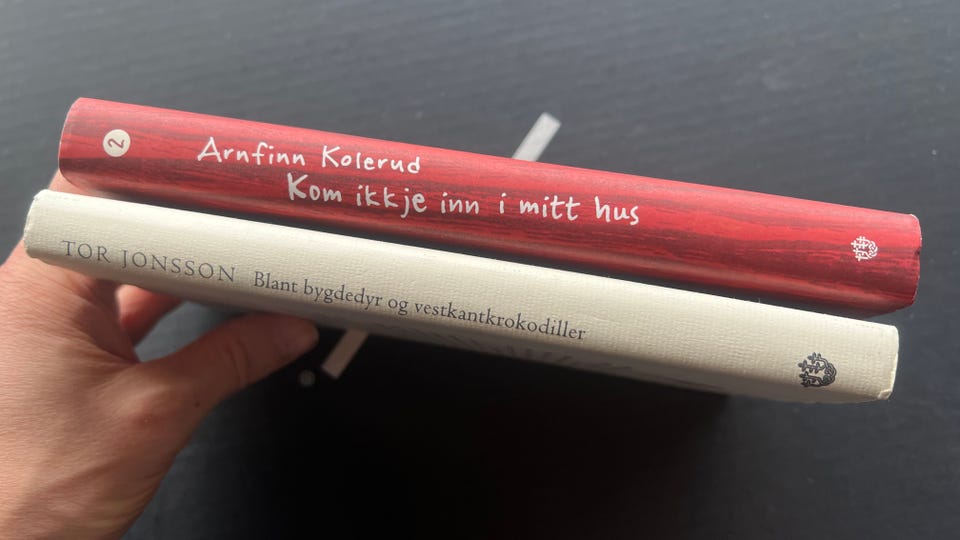 2
Arnfinn Kolerud
Kom ikkje inn i mitt hus
TOR JONSSON Blant bygdedyr og vestkantkrokodiller